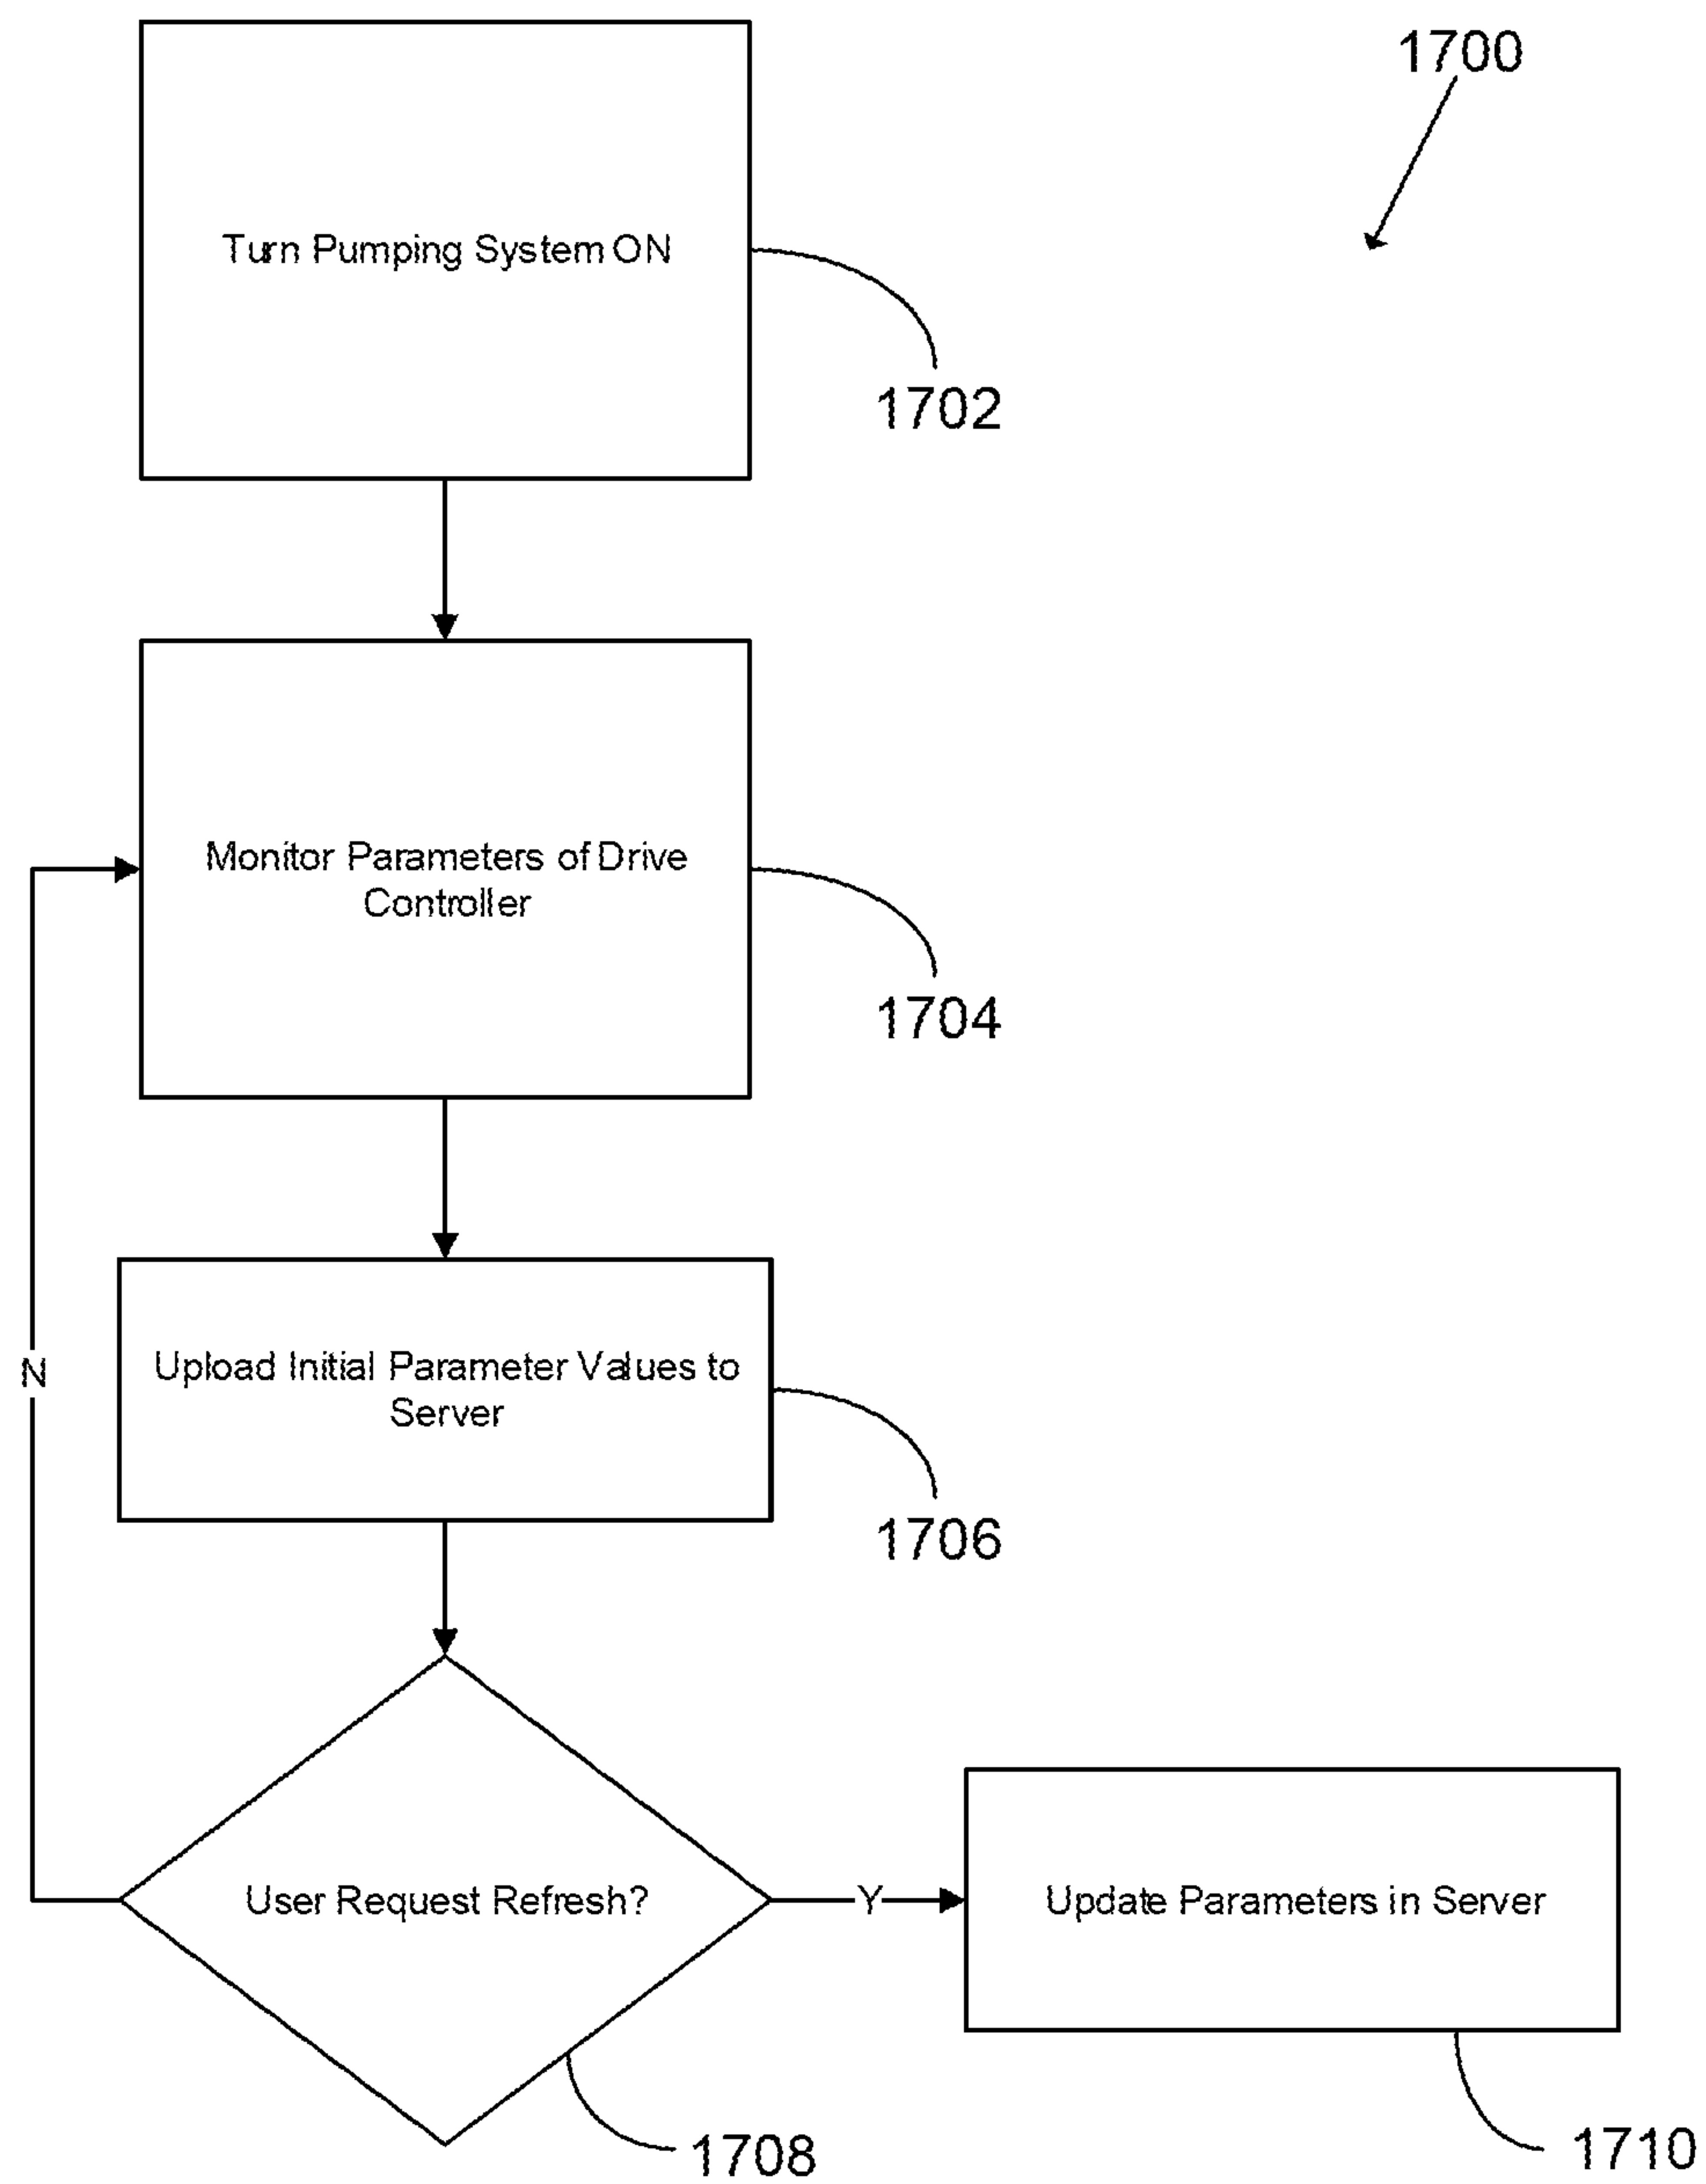 1700
Turn Pumping System ON
1702
Monitor Parameters of Drive
Controller
1704
Upload Initial Parameter Values to
Server
1706
N
User Request Refresh?
Y
Update Parameters in Server
1708
1710